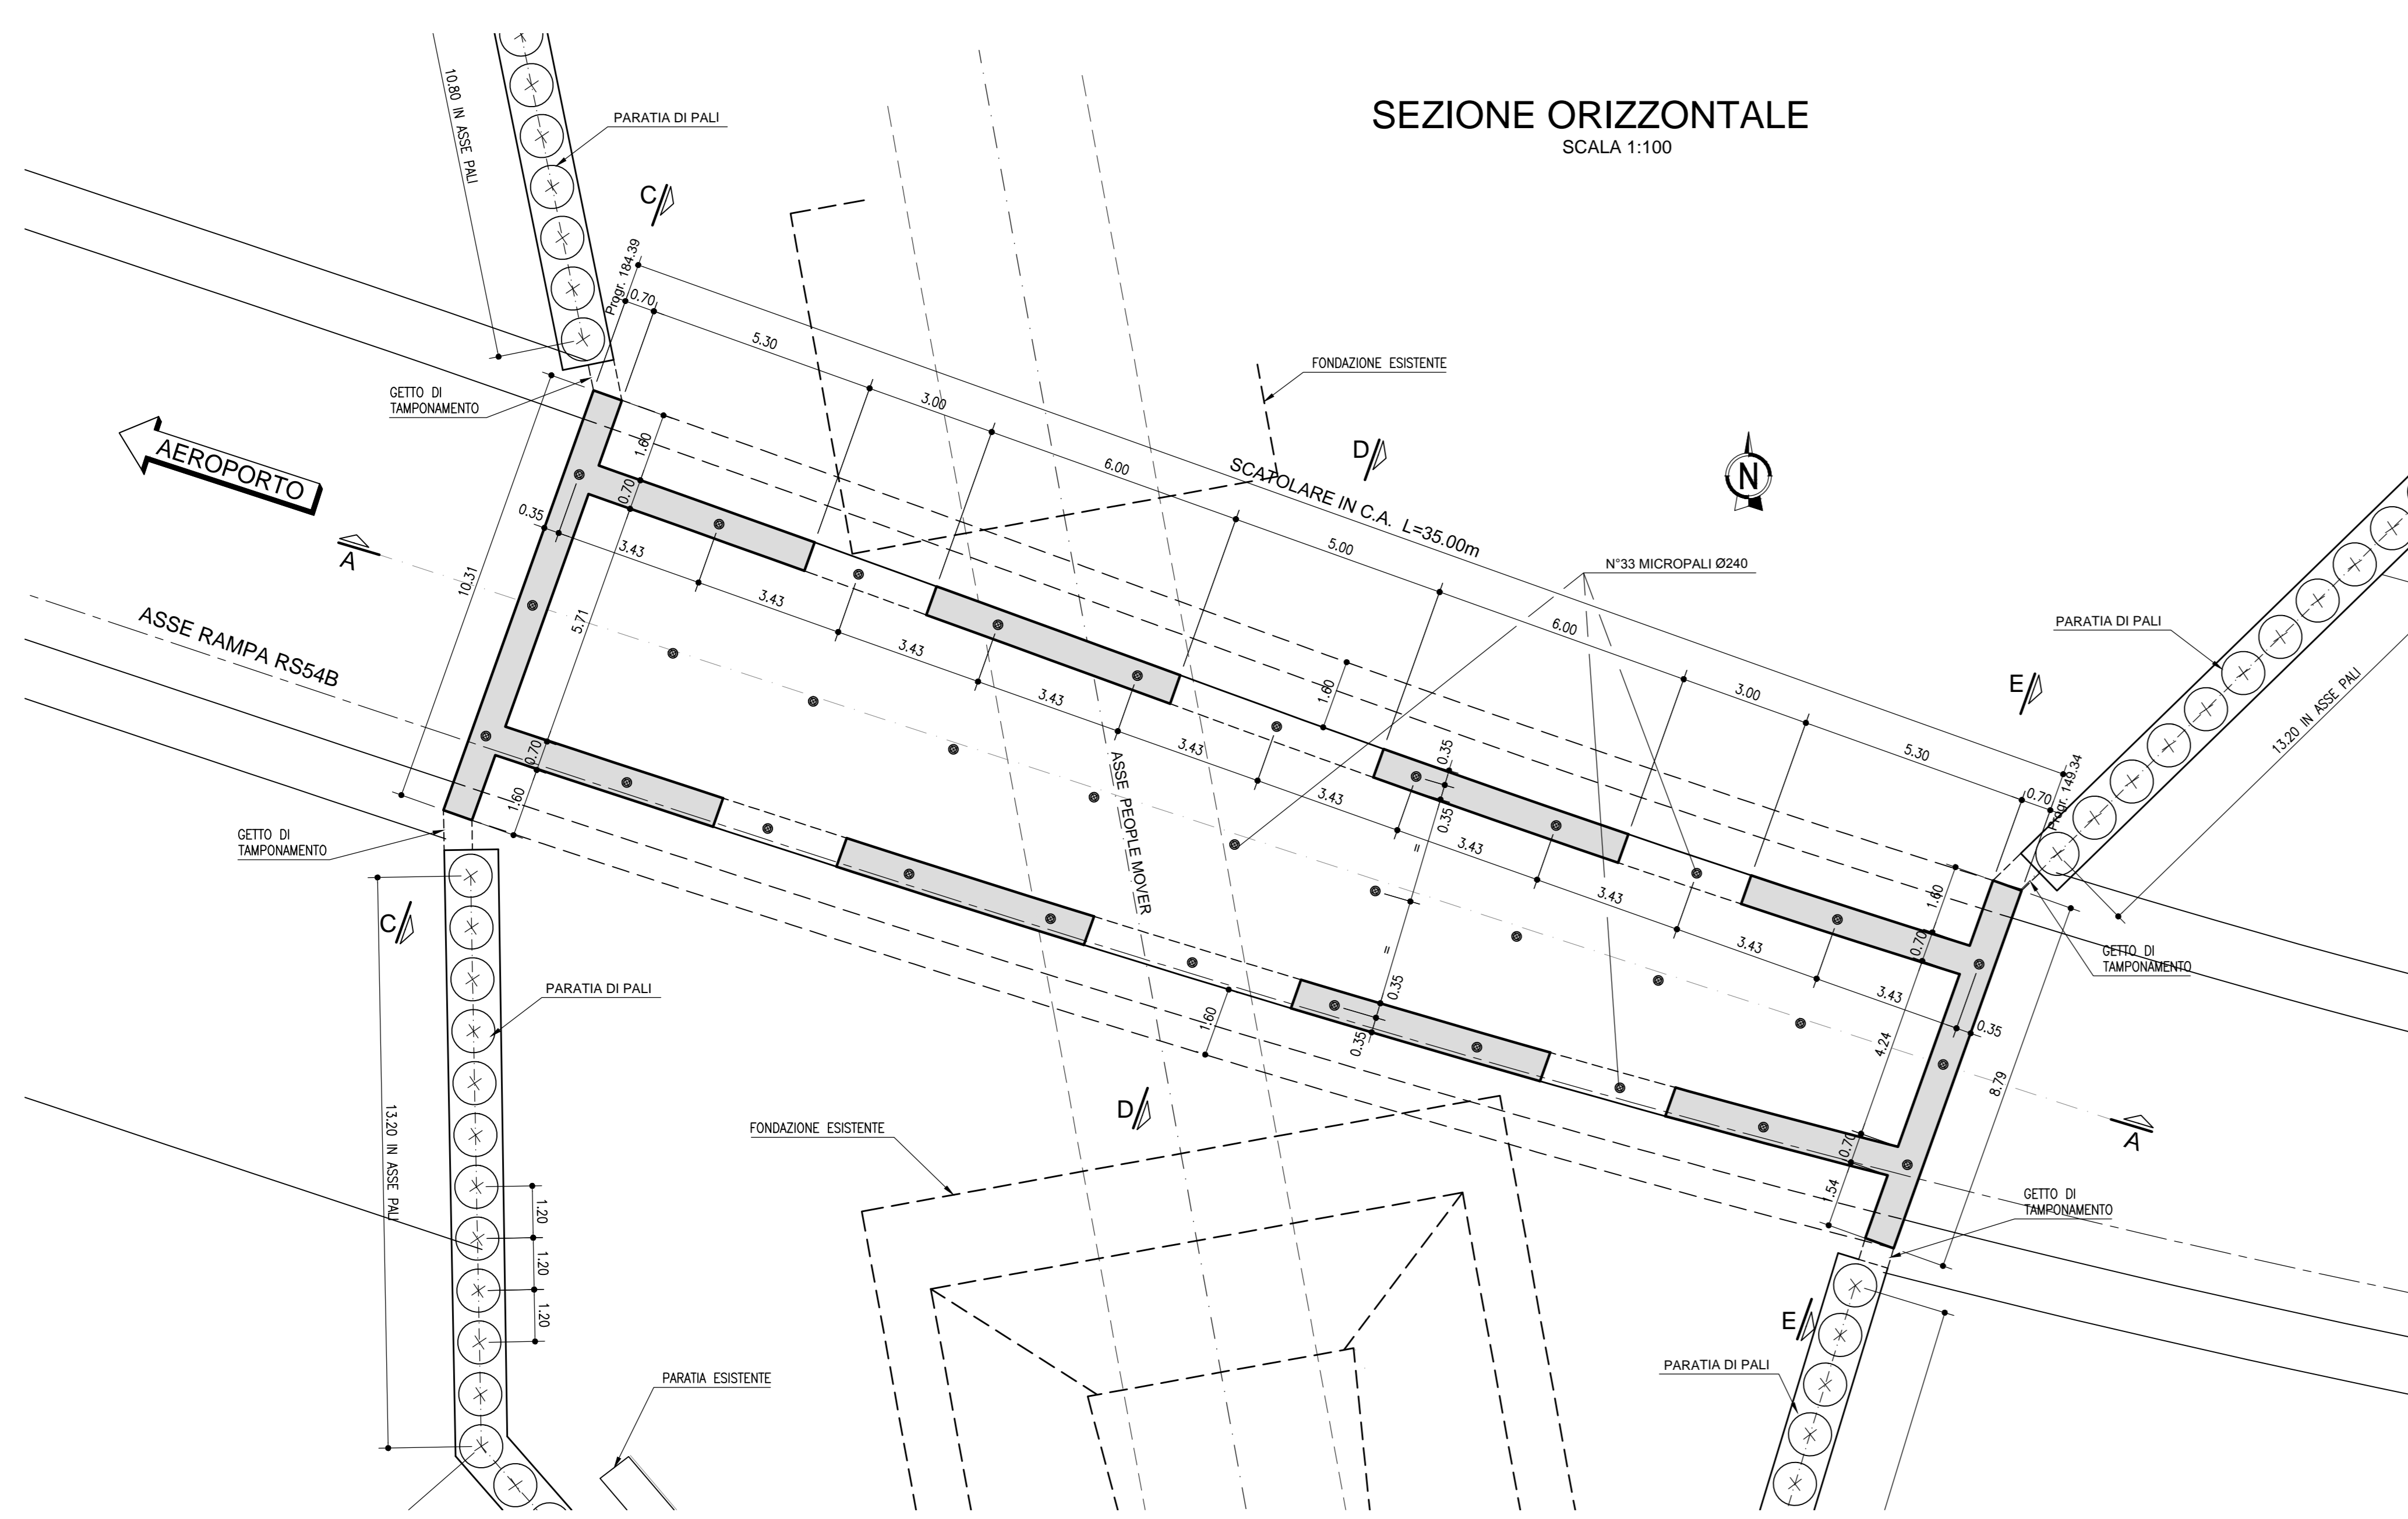 SEZIONE ORIZZONTALE
SCALA 1:100
10.80 IN ASSE PALI
PARATIA DI PALI
C
Progr. 184.39
0.70
5.30
3.00
6.00
SCATOLARE IN C.A. L=35.00m
5.00
6.00
3.00
5.30
0.70
Progr. 149.34
FONDAZIONE ESISTENTE
D
N
GETTO DI
TAMPONAMENTO
AEROPORTO
A
ASSE RAMPA RS54B
10.31
1.60
0.70
0.35
5.71
3.43
3.43
3.43
3.43
3.43
3.43
3.43
3.43
3.43
3.43
0.35
0.70
1.60
N°33 MICROPALI Ø240
1.60
0.35
0.35
=
=
0.35
0.35
1.60
ASSE PEOPLE MOVER
PARATIA DI PALI
E
13.20 IN ASSE PALI
1.60
0.70
4.24
0.70
1.54
8.79
GETTO DI
TAMPONAMENTO
A
GETTO DI
TAMPONAMENTO
C
PARATIA DI PALI
13.20 IN ASSE PALI
1.20
1.20
1.20
D
FONDAZIONE ESISTENTE
GETTO DI
TAMPONAMENTO
E
PARATIA DI PALI
PARATIA ESISTENTE